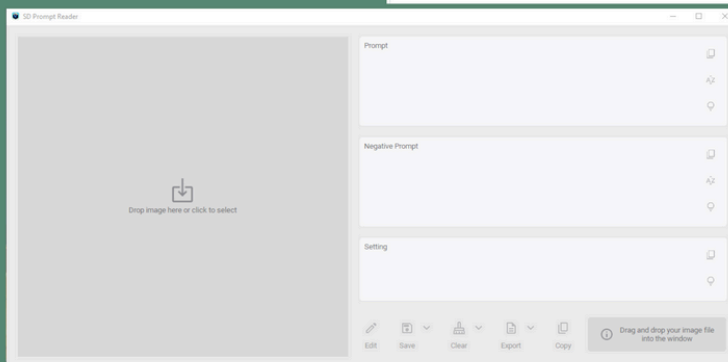 SD Prompt Reader
Drop image here or click to select
Prompt
Negative Prompt
Setting
Edit
Save
Clear
Export
Copy
Drag and drop your image file
into the window